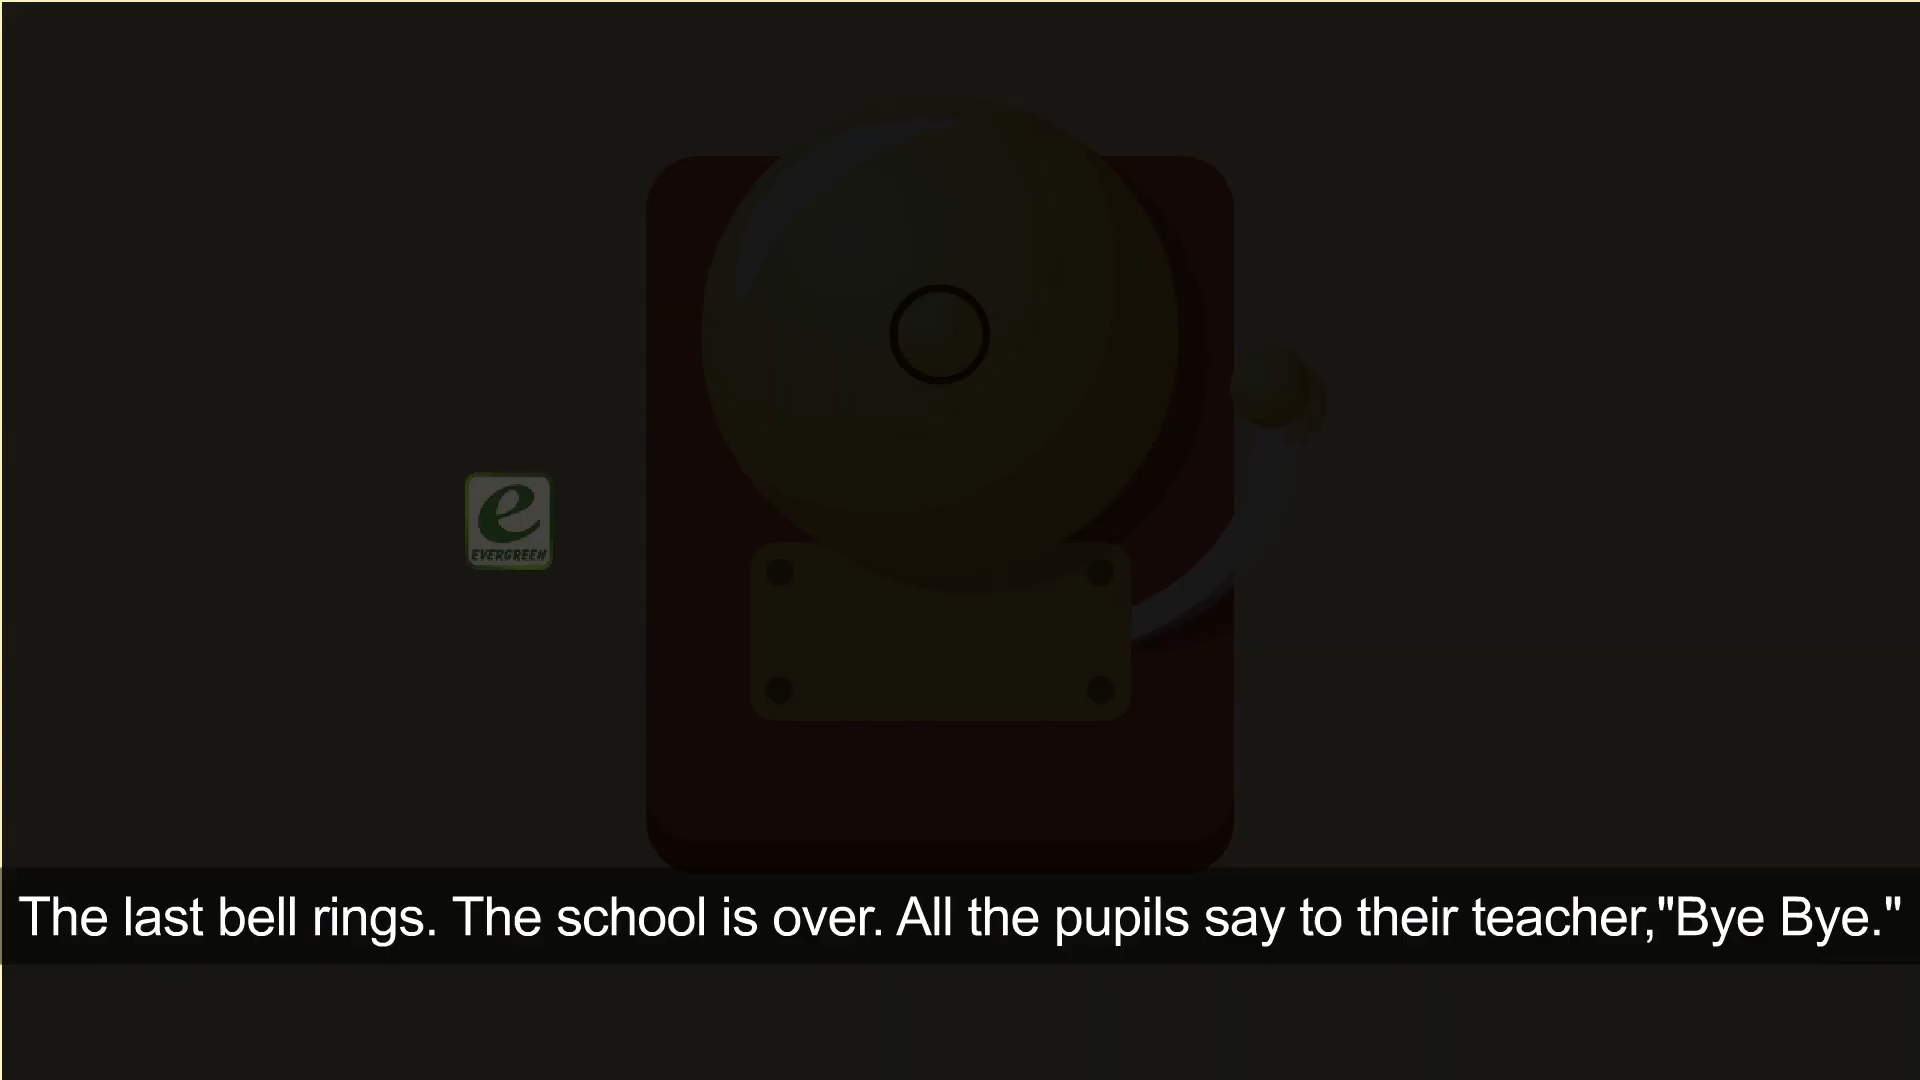 e
EVERGREEN
The last bell rings. The school is over. All the pupils say to their teacher,"Bye Bye."